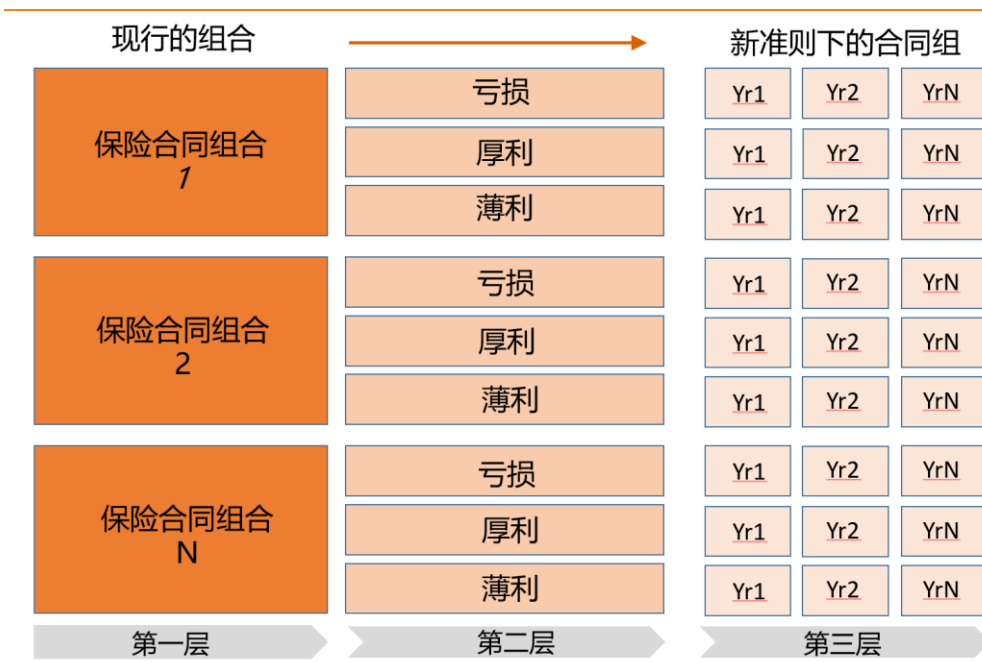 现行的组合
新准则下的合同组
保险合同组合
1
亏损
Yr1 Yr2 YrN
厚利
Yr1 Yr2 YrN
薄利
Yr1 Yr2 YrN
保险合同组合
2
亏损
Yr1 Yr2 YrN
厚利
Yr1 Yr2 YrN
薄利
Yr1 Yr2 YrN
保险合同组合
N
亏损
Yr1 Yr2 YrN
厚利
Yr1 Yr2 YrN
薄利
Yr1 Yr2 YrN
第一层
第二层
第三层